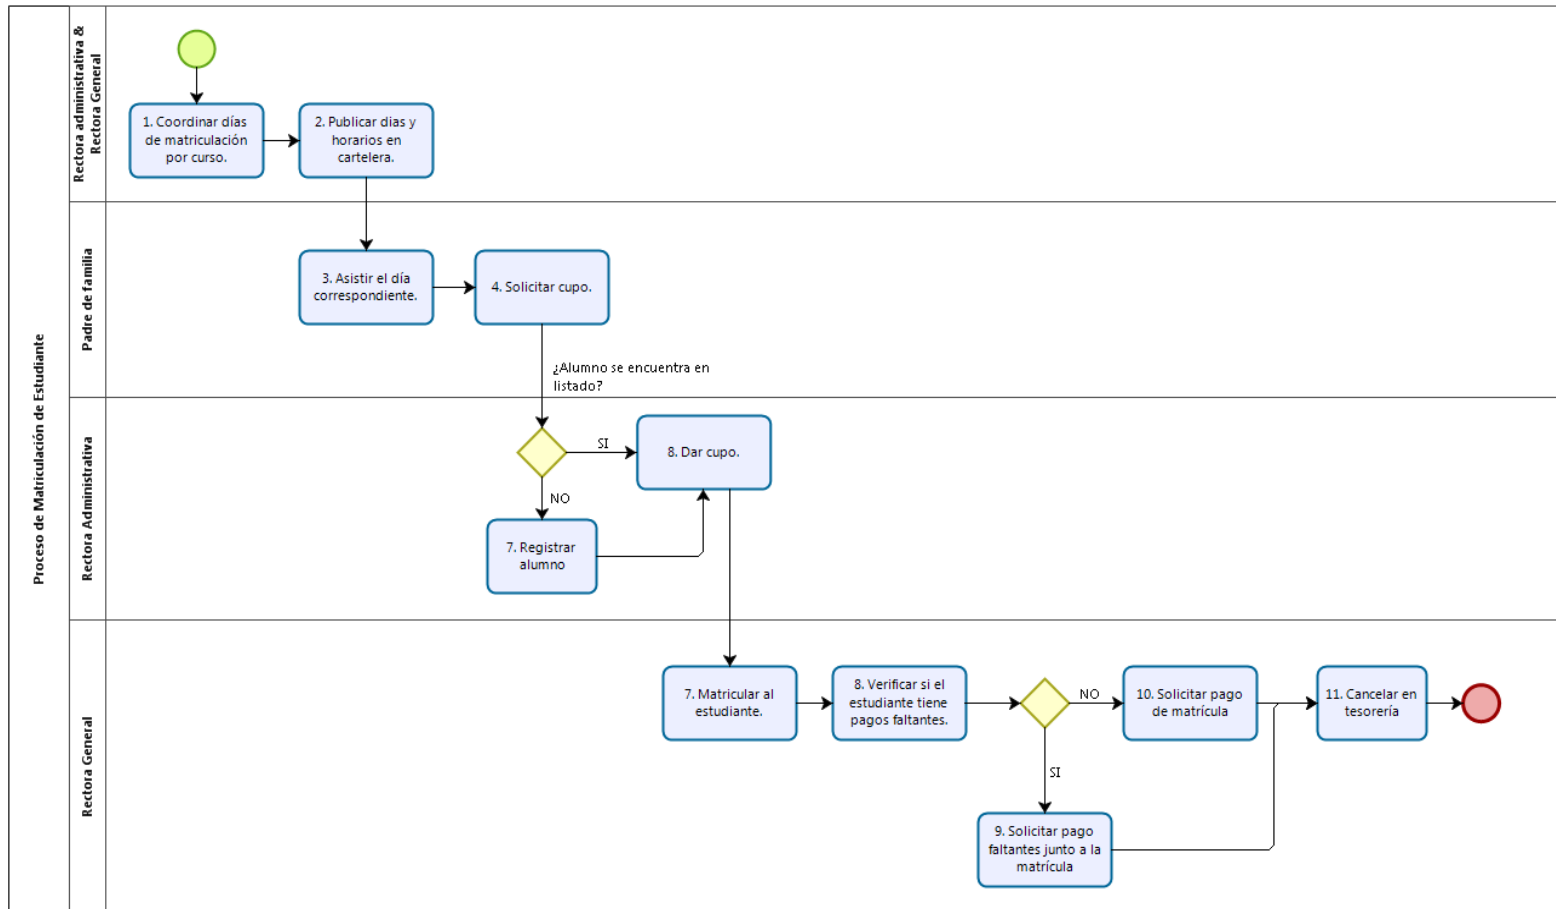 Proceso de Matriculación de Estudiante
Rectora administrativa &
Rectora General
1. Coordinar días
de matriculación
por curso.
2. Publicar dias y
horarios en
cartelera.
Padre de familia
3. Asistir el día
correspondiente.
4. Solicitar cupo.
¿Alumno se encuentra en
listado?
Rectora Administrativa
SI
8. Dar cupo.
NO
7. Registrar
alumno
Rectora General
7. Matricular al
estudiante.
8. Verificar si el
estudiante tiene
pagos faltantes.
NO
10. Solicitar pago
de matrícula
11. Cancelar en
tesorería
SI
9. Solicitar pago
faltantes junto a la
matrícula